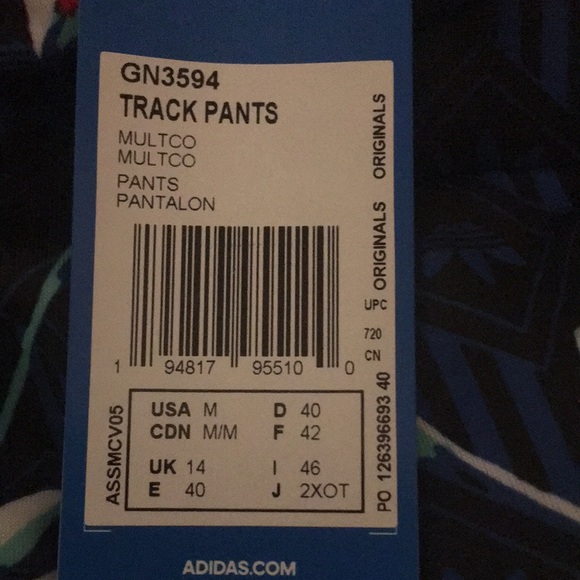 GN3594
TRACK PANTS
MULTCO
MULTCO
PANTS
PANTALON
ORIGINALS ORIGINALS
UPC
720
CN
1 94817 95510 0
ASSMCV05
USA M D 40
CDN M/M F 42
UK 14 I 46
E 40 J 2XOT
PO 126396693 40
ADIDAS.COM